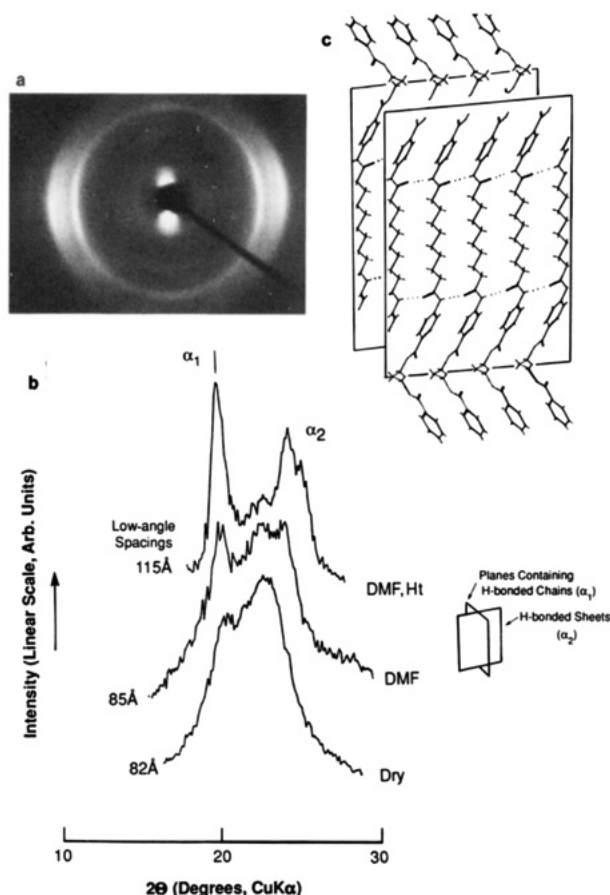 a
c
b
α₁
α₂
Low-angle
Spacings
115Å
DMF, Ht
Planes Containing
H-bonded Chains (α₁)
H-bonded Sheets
(α₂)
85Å
DMF
82Å
Dry
Intensity (Linear Scale, Arb. Units)
10
20
30
2Θ (Degrees, CuKα)